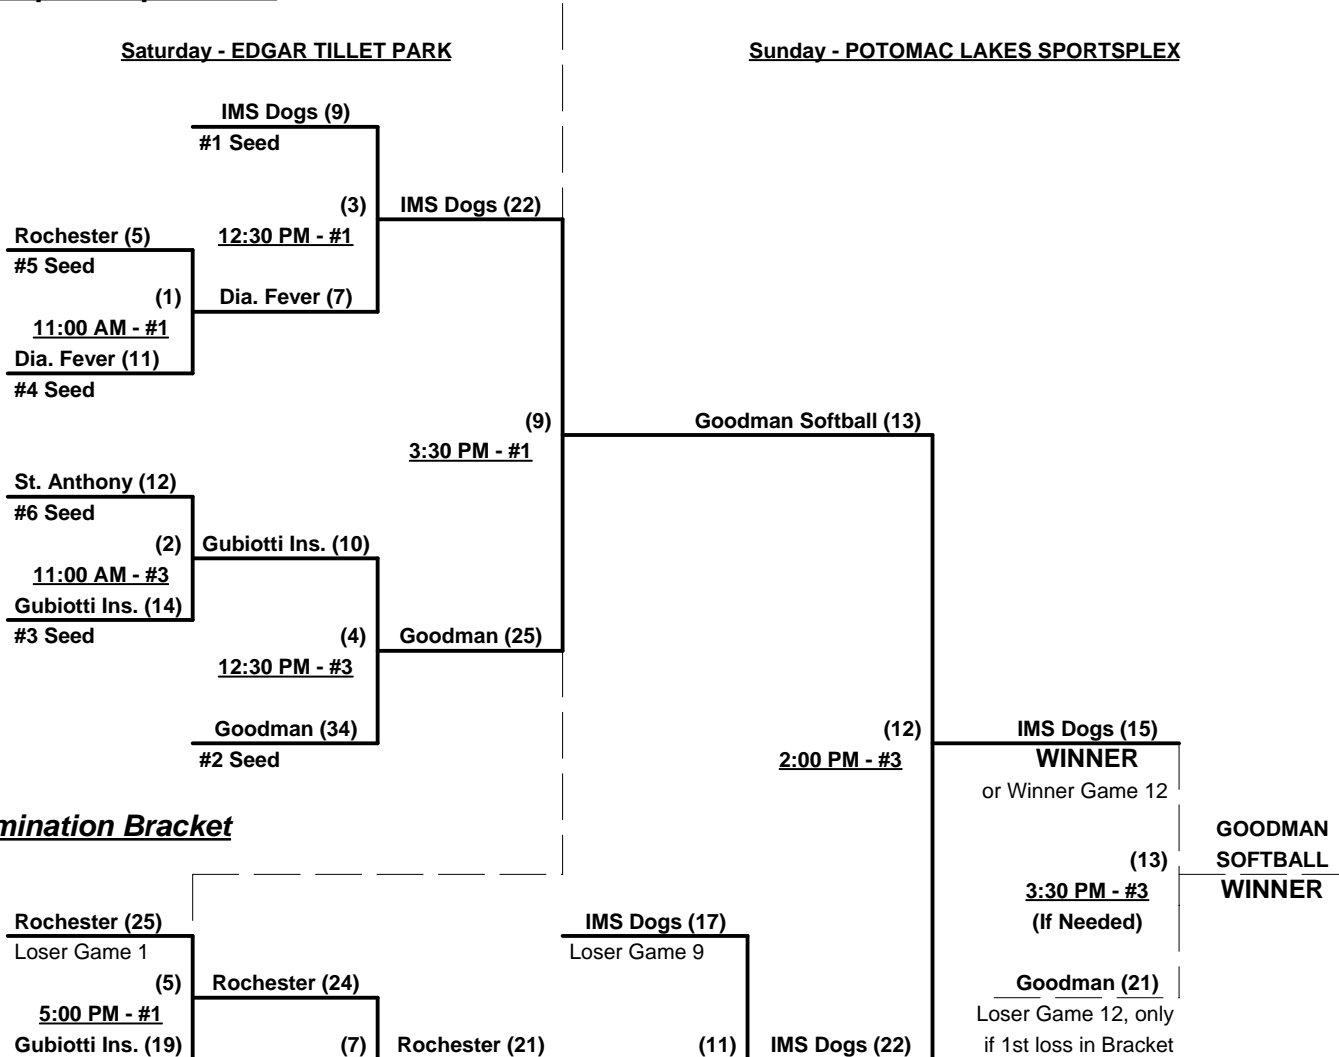 Saturday - EDGAR TILLET PARK
Sunday - POTOMAC LAKES SPORTSPLEX
IMS Dogs (9)
#1 Seed
(3)
12:30 PM - #1
IMS Dogs (22)
Rochester (5)
#5 Seed
(1)
11:00 AM - #1
Dia. Fever (7)
Dia. Fever (11)
#4 Seed
(9)
3:30 PM - #1
Goodman Softball (13)
St. Anthony (12)
#6 Seed
(2)
11:00 AM - #3
Gubiotti Ins. (10)
Gubiotti Ins. (14)
#3 Seed
(4)
12:30 PM - #3
Goodman (25)
Goodman (34)
#2 Seed
(12)
2:00 PM - #3
IMS Dogs (15)
WINNER
or Winner Game 12
mination Bracket
GOODMAN
SOFTBALL
WINNER
(13)
3:30 PM - #3
(If Needed)
Rochester (25)
Loser Game 1
IMS Dogs (17)
Loser Game 9
(5)
5:00 PM - #1
Rochester (24)
Goodman (21)
Loser Game 12, only
if 1st loss in Bracket
Gubiotti Ins. (19)
(7)
Rochester (21)
(11)
IMS Dogs (22)